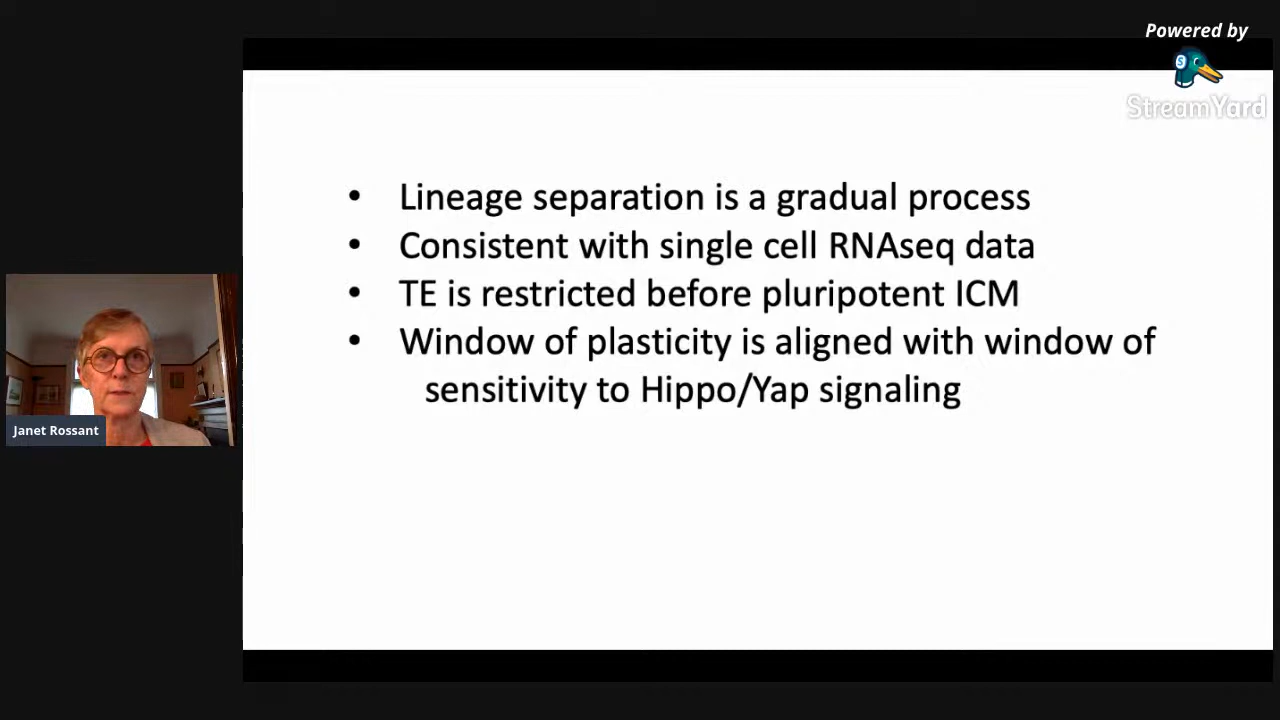 Powered by
StreamYard
• Lineage separation is a gradual process
• Consistent with single cell RNAseq data
• TE is restricted before pluripotent ICM
• Window of plasticity is aligned with window of
sensitivity to Hippo/Yap signaling
Janet Rossant